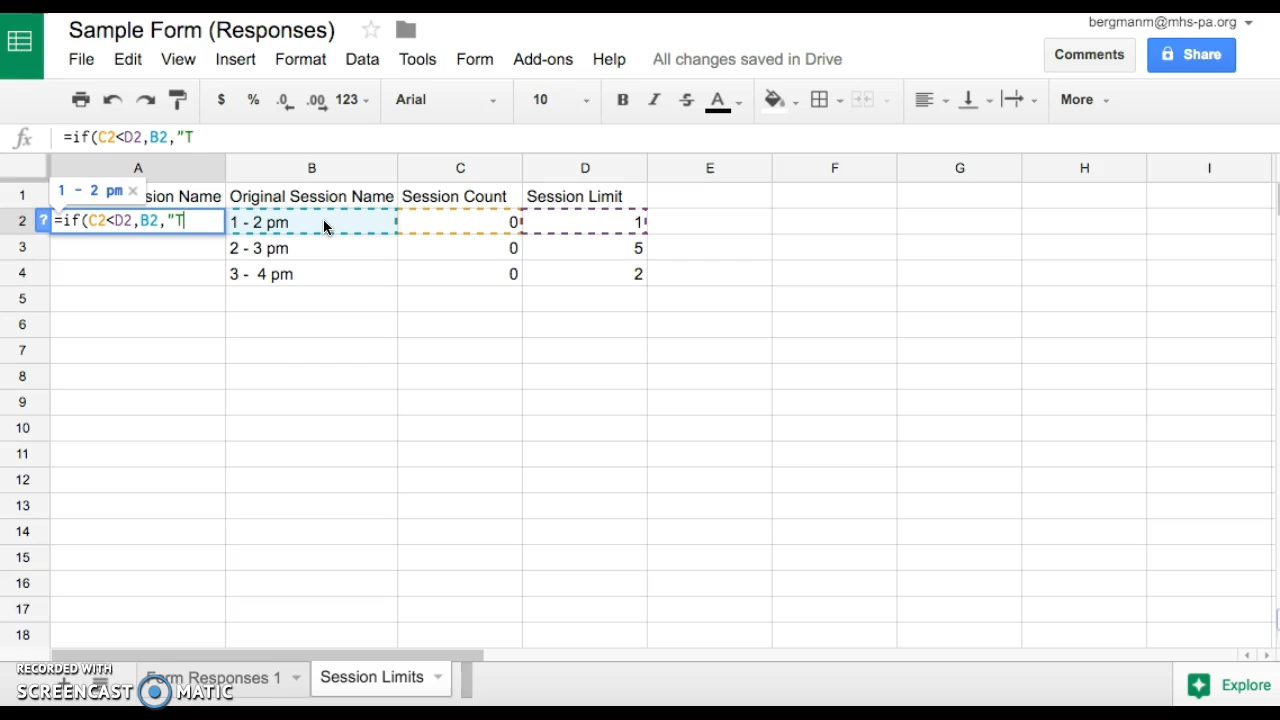 Sample Form (Responses)
bergmanm@mhs-pa.org
File Edit View Insert Format Data Tools Form Add-ons Help All changes saved in Drive
Comments Share
$ % .0 .00 123 Arial 10 B I S A More
fx =if(C2<D2,B2,"T
A B C D E F G H I
1 - 2 pm ×
1 sion Name Original Session Name Session Count Session Limit
2 ? =if(C2<D2,B2,"T 1 - 2 pm 0 1
3 2 - 3 pm 0 5
4 3 - 4 pm 0 2
5
6
7
8
9
10
11
12
13
14
15
16
17
18
RECORDED WITH
SCREENCAST MATIC
Form Responses 1 Session Limits Explore